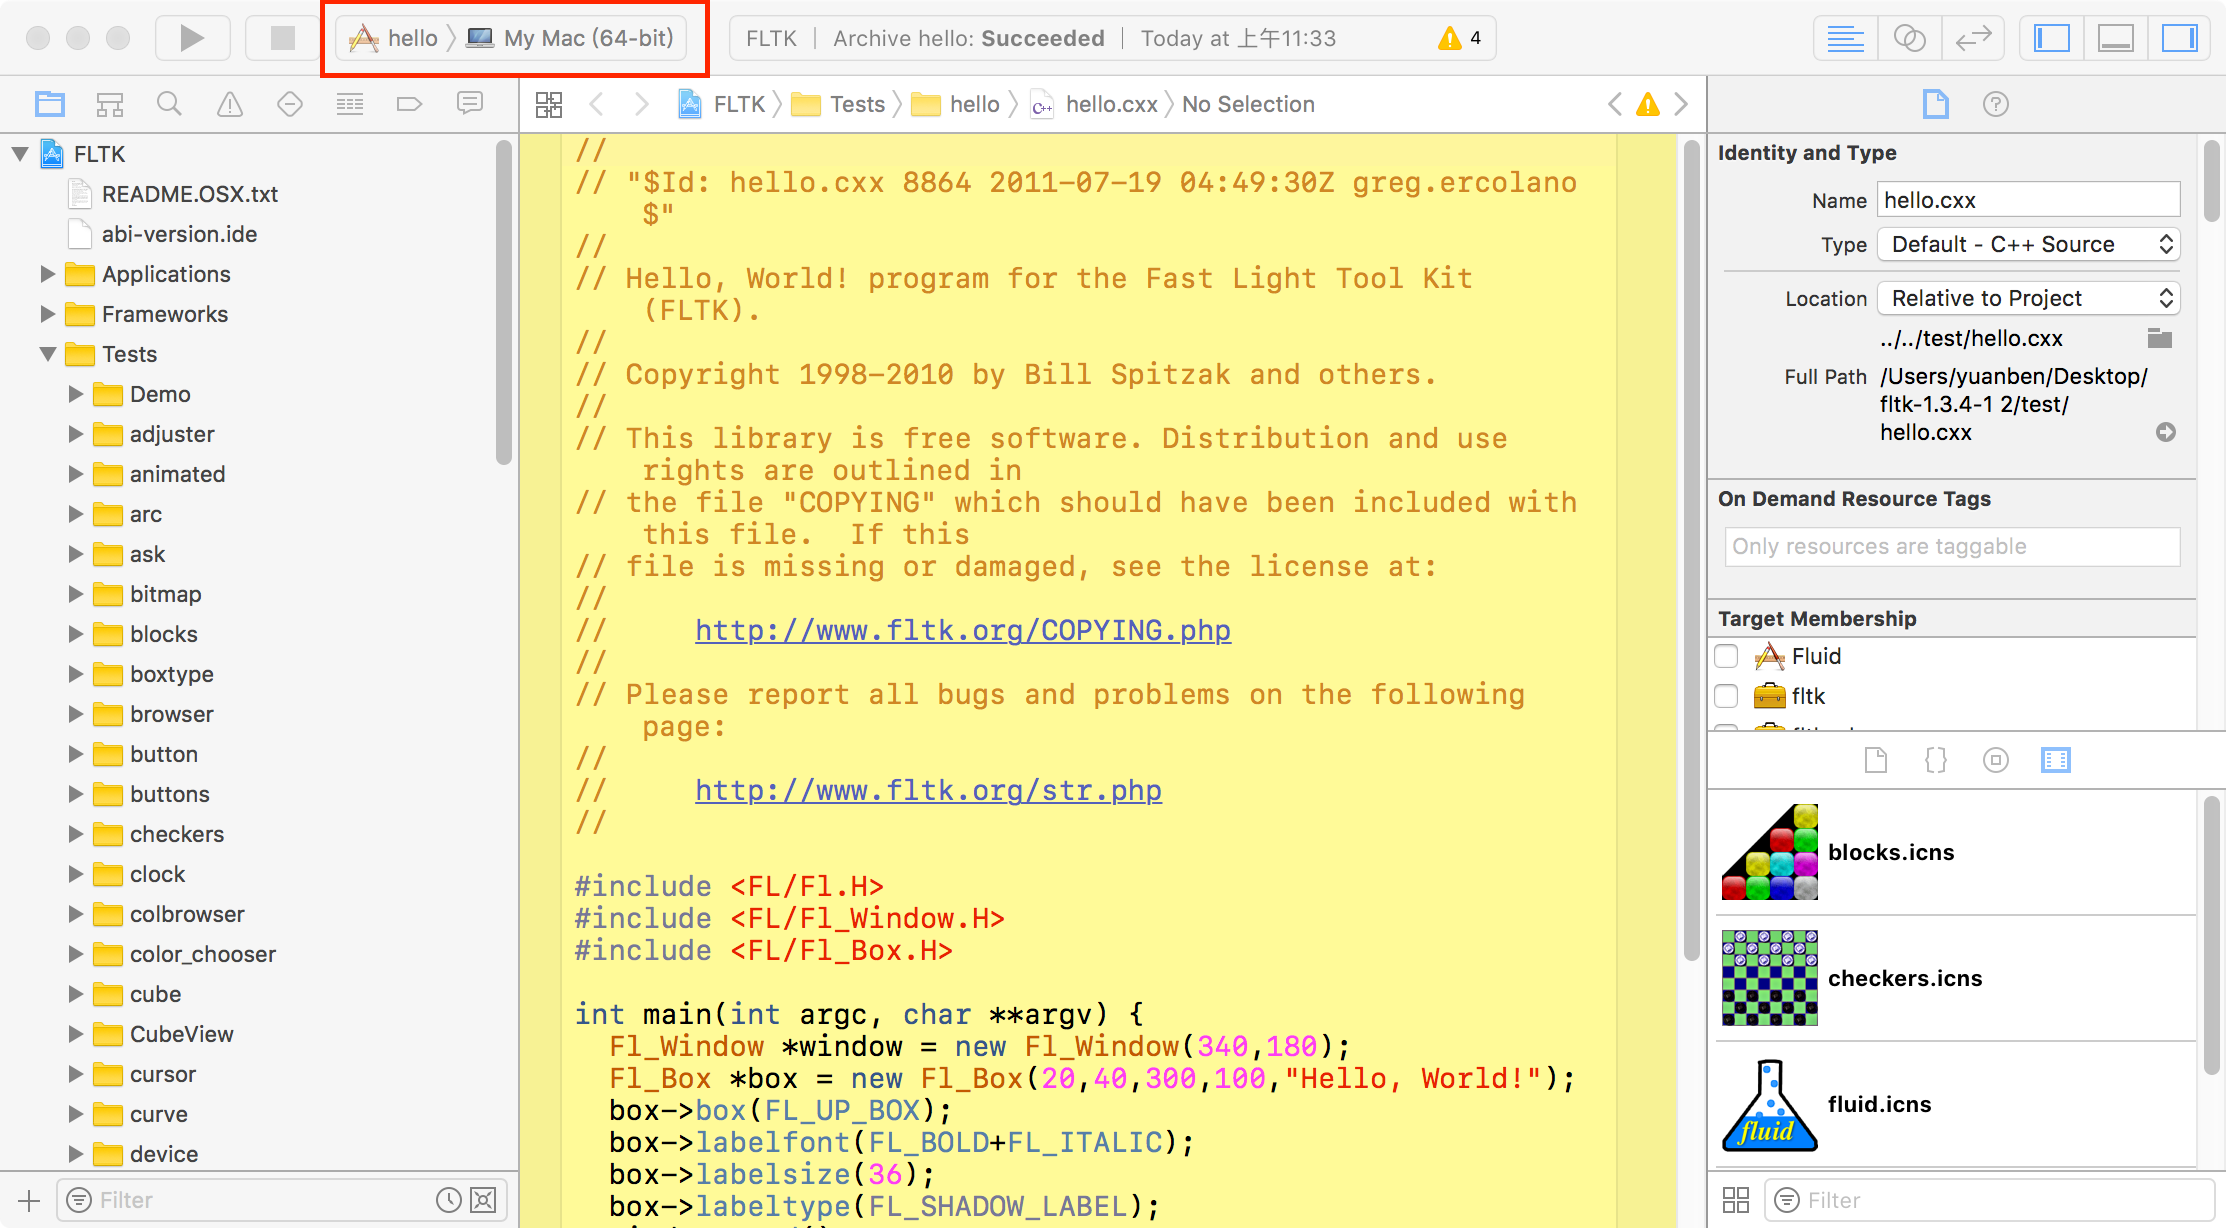 hello My Mac (64-bit)
FLTK | Archive hello: Succeeded | Today at 上午11:33
4
FLTK Tests hello hello.cxx No Selection
FLTK
README.OSX.txt
abi-version.ide
Applications
Frameworks
Tests
Demo
adjuster
animated
arc
ask
bitmap
blocks
boxtype
browser
button
buttons
checkers
clock
colbrowser
color_chooser
cube
CubeView
cursor
curve
device
Filter
//
// "$Id: hello.cxx 8864 2011-07-19 04:49:30Z greg.ercolano
$"
//
// Hello, World! program for the Fast Light Tool Kit
(FLTK).
//
// Copyright 1998-2010 by Bill Spitzak and others.
//
// This library is free software. Distribution and use
rights are outlined in
// the file "COPYING" which should have been included with
this file.  If this
// file is missing or damaged, see the license at:
//
//     http://www.fltk.org/COPYING.php
//
// Please report all bugs and problems on the following
page:
//
//     http://www.fltk.org/str.php
//
#include <FL/Fl.H>
#include <FL/Fl_Window.H>
#include <FL/Fl_Box.H>
int main(int argc, char **argv) {
Fl_Window *window = new Fl_Window(340,180);
Fl_Box *box = new Fl_Box(20,40,300,100,"Hello, World!");
box->box(FL_UP_BOX);
box->labelfont(FL_BOLD+FL_ITALIC);
box->labelsize(36);
box->labeltype(FL_SHADOW_LABEL);
Identity and Type
Name hello.cxx
Type Default - C++ Source
Location Relative to Project
../../test/hello.cxx
Full Path /Users/yuanben/Desktop/
fltk-1.3.4-1 2/test/
hello.cxx
On Demand Resource Tags
Only resources are taggable
Target Membership
Fluid
fltk
{}
blocks.icns
checkers.icns
fluid
fluid.icns
Filter